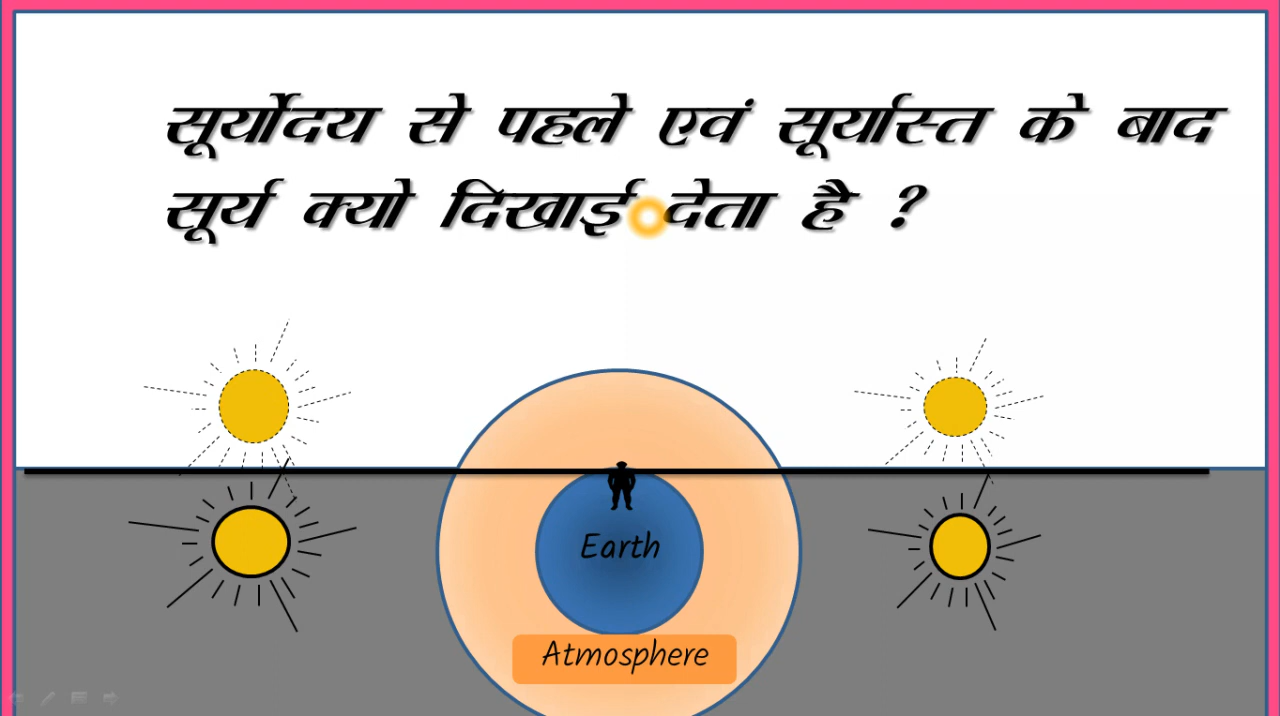 सूर्योदय से पहले एवं सूर्यास्त के बाद
सूर्य क्यो दिखाई देता है ?
Earth
Atmosphere